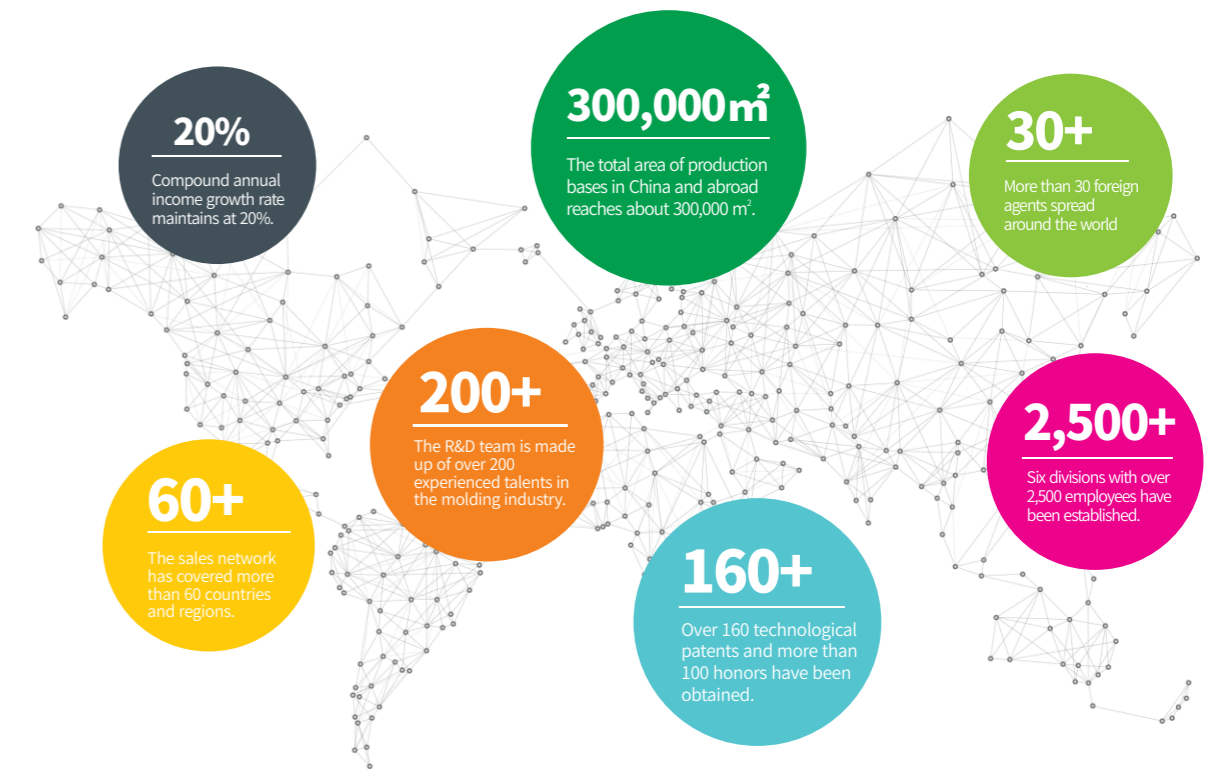 20%
Compound annual
income growth rate
maintains at 20%.
300,000㎡
The total area of production
bases in China and abroad
reaches about 300,000 m².
30+
More than 30 foreign
agents spread
around the world
200+
The R&D team is made
up of over 200
experienced talents in
the molding industry.
2,500+
Six divisions with over
2,500 employees have
been established.
60+
The sales network
has covered more
than 60 countries
and regions.
160+
Over 160 technological
patents and more than
100 honors have been
obtained.